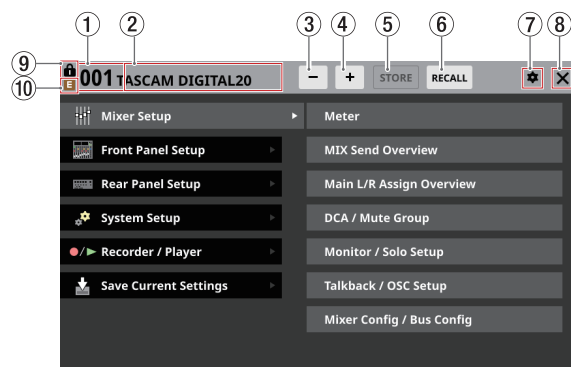 ① ② ③ ④ ⑤ ⑥ ⑦ ⑧
⑨
⑩
E 001 TASCAM DIGITAL20 − + STORE RECALL
Mixer Setup
Front Panel Setup
Rear Panel Setup
System Setup
Recorder / Player
Save Current Settings
Meter
MIX Send Overview
Main L/R Assign Overview
DCA / Mute Group
Monitor / Solo Setup
Talkback / OSC Setup
Mixer Config / Bus Config